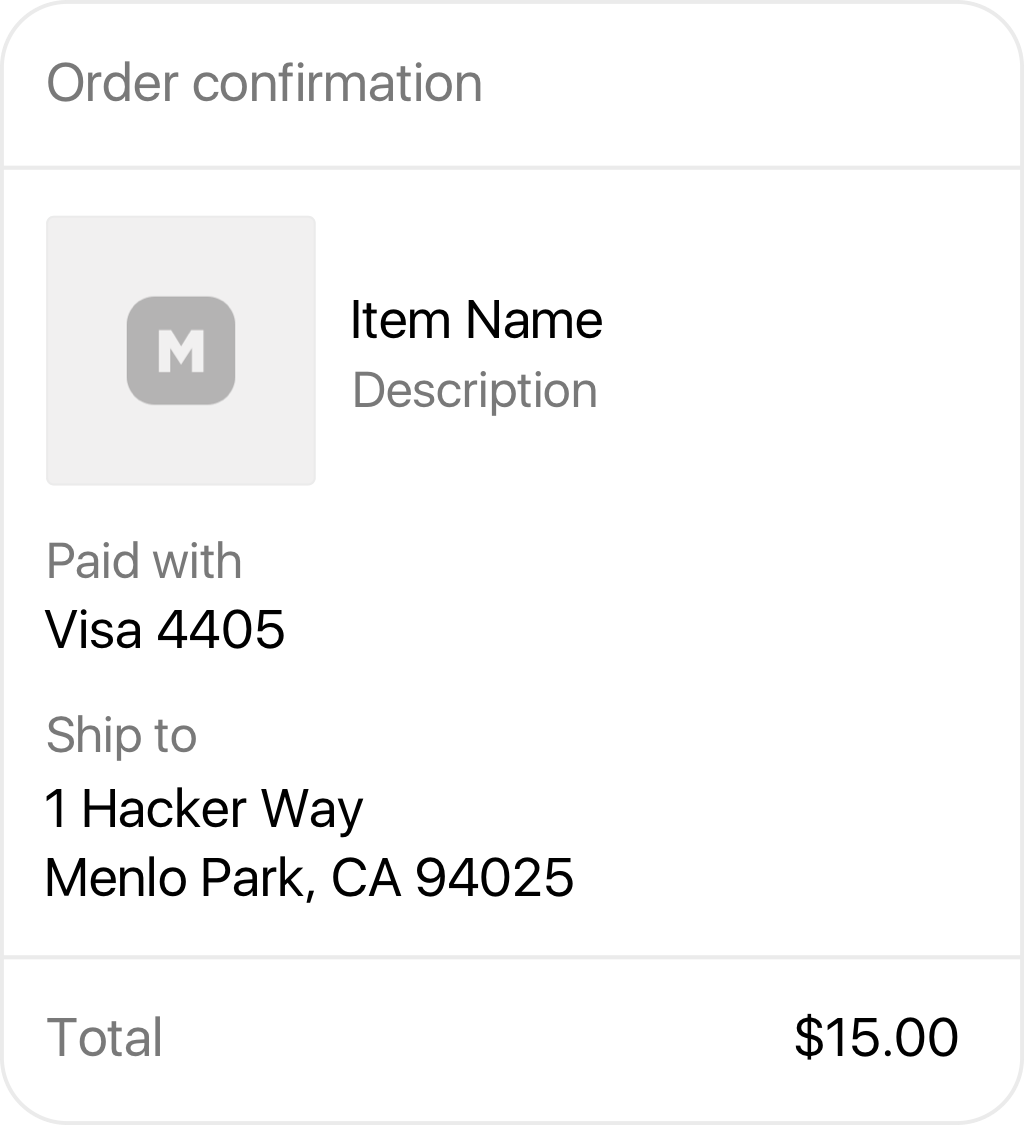 Order confirmation
M
Item Name
Description
Paid with
Visa 4405
Ship to
1 Hacker Way
Menlo Park, CA 94025
Total $15.00